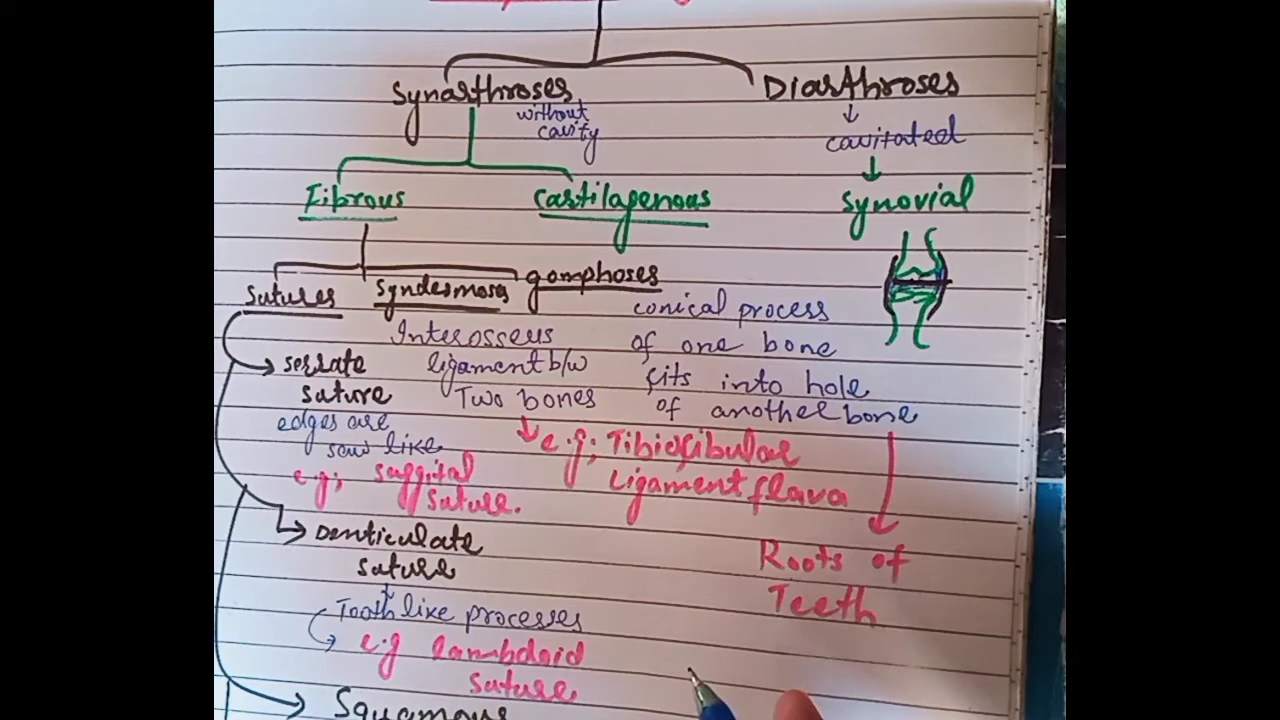 Synarthroses
Diarthroses
without
cavity
cavitated
Fibrous
Cartilagenous
Synovial
Sutures
Syndesmoses
gomphoses
Interosseus
ligament b/w
Two bones
conical process
of one bone
fits into hole
of another bone
serrate
suture
edges are
saw like
e.g; saggital
suture.
e.g; Tibiofibular
Ligament flava
Roots of
Teeth
Denticulate
suture
Tooth like processes
e.g lambdoid
suture
Squamous